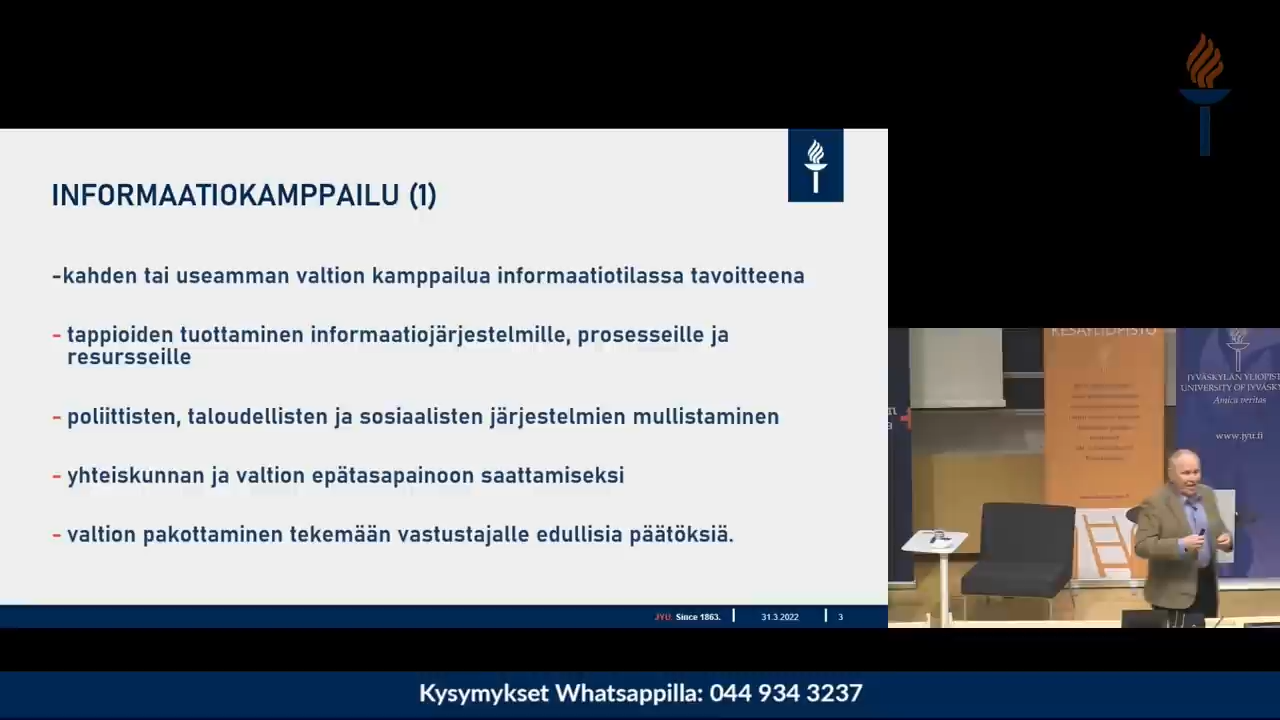 INFORMAATIOKAMPPAILU (1)
-kahden tai useamman valtion kamppailua informaatiotilassa tavoitteena
- tappioiden tuottaminen informaatiojärjestelmille, prosesseille ja
resursseille
- poliittisten, taloudellisten ja sosiaalisten järjestelmien mullistaminen
- yhteiskunnan ja valtion epätasapainoon saattamiseksi
- valtion pakottaminen tekemään vastustajalle edullisia päätöksiä.
JYU. Since 1863.
31.3.2022
3
KESÄYLIOPISTO
JYVÄSKYLÄN YLIOPIST
UNIVERSITY OF JYVÄSKY
Amica veritas
www.jyu.fi
Kysymykset Whatsappilla: 044 934 3237